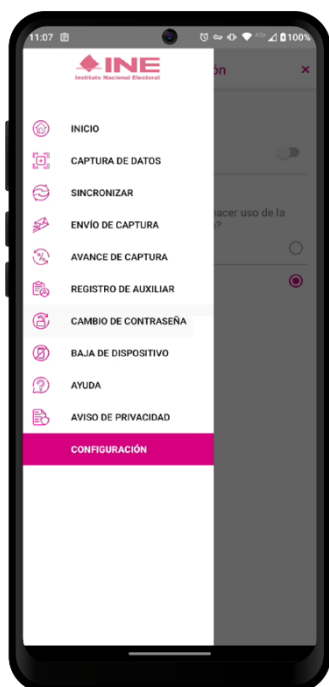 11:07
100%
INE
Instituto Nacional Electoral
ón
×
INICIO
CAPTURA DE DATOS
SINCRONIZAR
hacer uso de la
ENVÍO DE CAPTURA
?
AVANCE DE CAPTURA
REGISTRO DE AUXILIAR
CAMBIO DE CONTRASEÑA
BAJA DE DISPOSITIVO
AYUDA
AVISO DE PRIVACIDAD
CONFIGURACIÓN